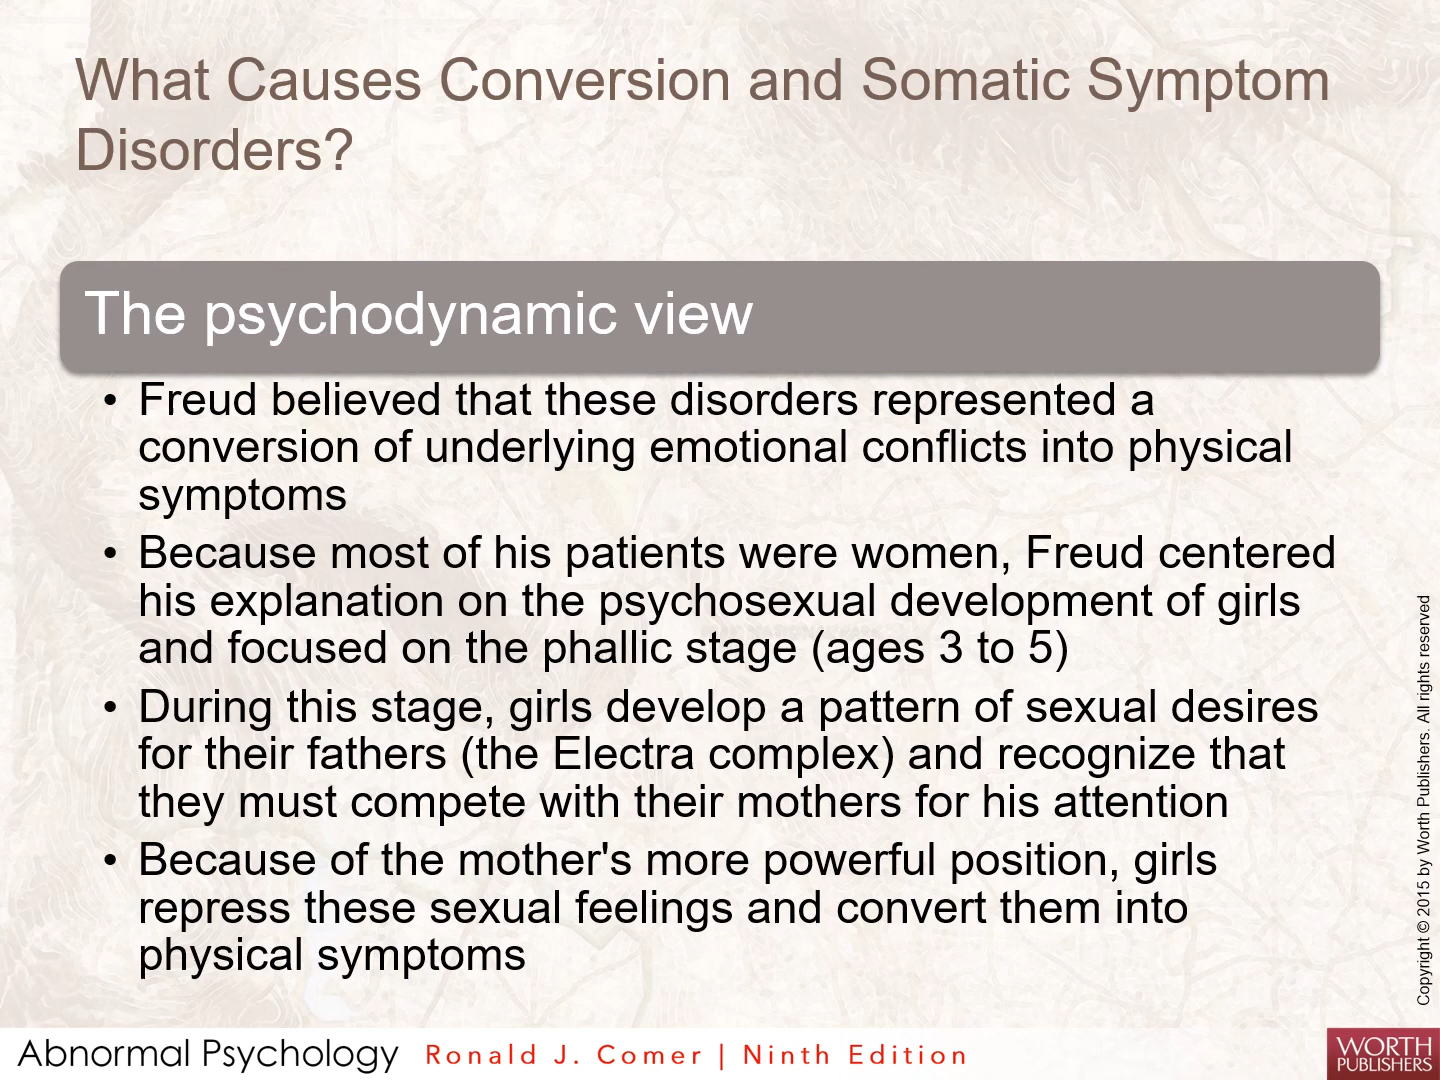 What Causes Conversion and Somatic Symptom
Disorders?
The psychodynamic view
• Freud believed that these disorders represented a
conversion of underlying emotional conflicts into physical
symptoms
• Because most of his patients were women, Freud centered
his explanation on the psychosexual development of girls
and focused on the phallic stage (ages 3 to 5)
• During this stage, girls develop a pattern of sexual desires
for their fathers (the Electra complex) and recognize that
they must compete with their mothers for his attention
• Because of the mother's more powerful position, girls
repress these sexual feelings and convert them into
physical symptoms
Copyright © 2015 by Worth Publishers. All rights reserved
Abnormal Psychology Ronald J. Comer | Ninth Edition
WORTH
PUBLISHERS